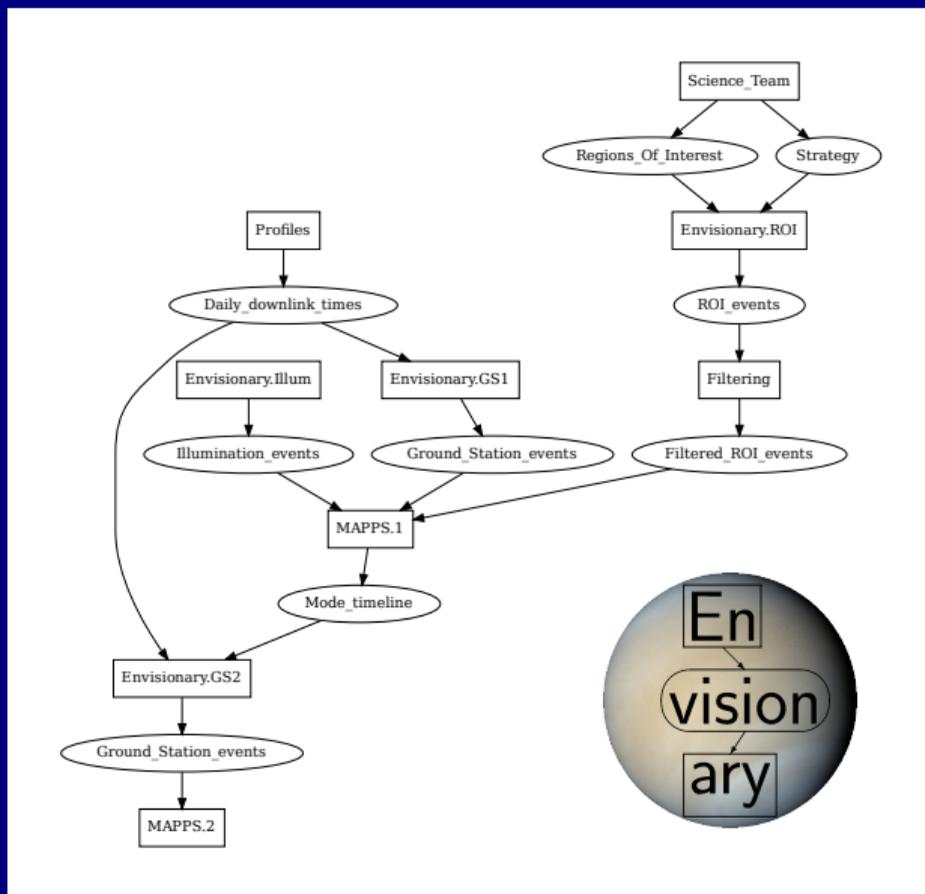 Science_Team
Regions_Of_Interest
Strategy
Profiles
Envisionary.ROI
Daily_downlink_times
ROI_events
Envisionary.Illum
Envisionary.GS1
Filtering
Illumination_events
Ground_Station_events
Filtered_ROI_events
MAPPS.1
Mode_timeline
Envisionary.GS2
Ground_Station_events
MAPPS.2
En
vision
ary